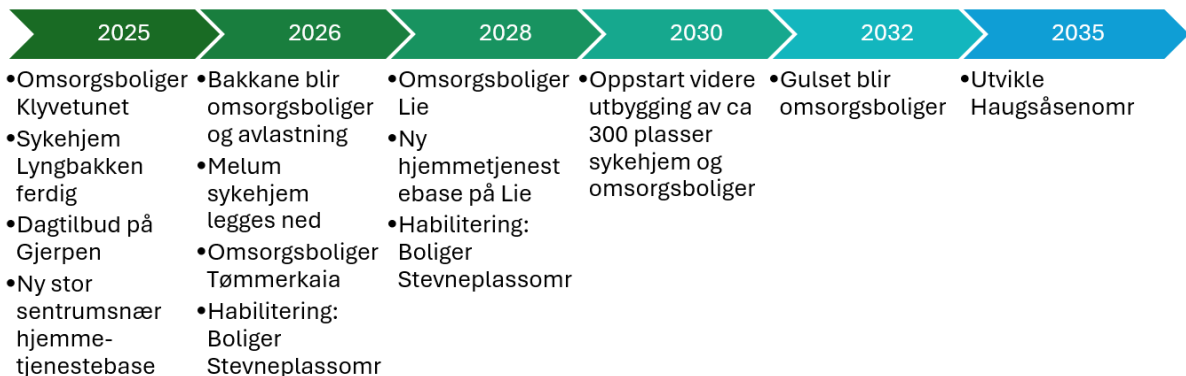 2025
2026
2028
2030
2032
2035
•Omsorgsboliger
Klyvetunet
•Sykehjem
Lyngbakken
ferdig
•Dagtilbud på
Gjerpen
•Ny stor
sentrumsnær
hjemme-
tjenestebase
•Bakkane blir
omsorgsboliger
og avlastning
•Melum
sykehjem
legges ned
•Omsorgsboliger
Tømmerkaia
•Habilitering:
Boliger
Stevneplassomr
•Omsorgsboliger
Lie
•Ny
hjemmetjenest
ebase på Lie
•Habilitering:
Boliger
Stevneplassomr
•Oppstart videre
utbygging av ca
300 plasser
sykehjem og
omsorgsboliger
•Gulset blir
omsorgsboliger
•Utvikle
Haugsåsenomr